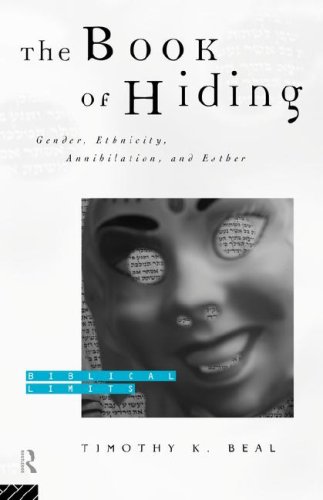 THE BOOK
OF HIDING
Gender, Ethnicity,
Annihilation, and Esther
BIBLICAL
LIMITS
TIMOTHY K. BEAL